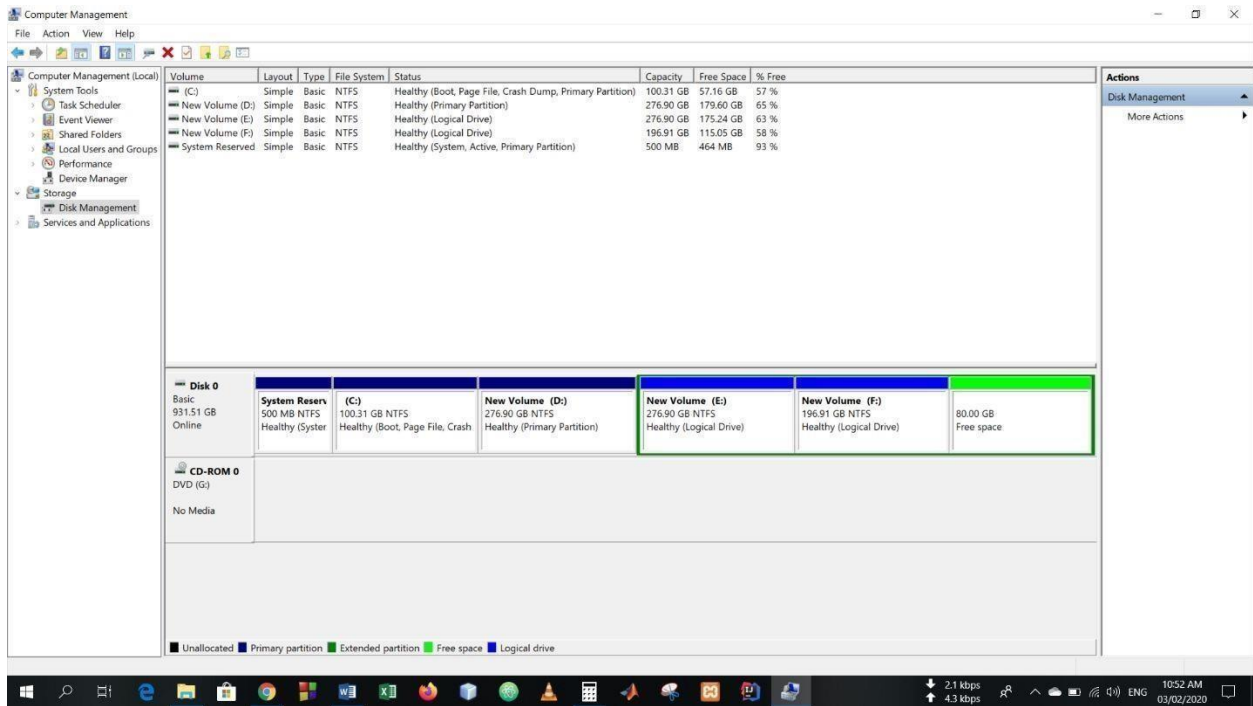 Computer Management
File Action View Help
Computer Management (Local)
System Tools
Task Scheduler
Event Viewer
Shared Folders
Local Users and Groups
Performance
Device Manager
Storage
Disk Management
Services and Applications
Volume Layout Type File System Status Capacity Free Space % Free
(C:) Simple Basic NTFS Healthy (Boot, Page File, Crash Dump, Primary Partition) 100.31 GB 57.16 GB 57 %
New Volume (D:) Simple Basic NTFS Healthy (Primary Partition) 276.90 GB 179.60 GB 65 %
New Volume (E:) Simple Basic NTFS Healthy (Logical Drive) 276.90 GB 175.24 GB 63 %
New Volume (F:) Simple Basic NTFS Healthy (Logical Drive) 196.91 GB 115.05 GB 58 %
System Reserved Simple Basic NTFS Healthy (System, Active, Primary Partition) 500 MB 464 MB 93 %
Actions
Disk Management
More Actions
Disk 0
Basic
931.51 GB
Online
System Reserv
500 MB NTFS
Healthy (Syster
(C:)
100.31 GB NTFS
Healthy (Boot, Page File, Crash
New Volume (D:)
276.90 GB NTFS
Healthy (Primary Partition)
New Volume (E:)
276.90 GB NTFS
Healthy (Logical Drive)
New Volume (F:)
196.91 GB NTFS
Healthy (Logical Drive)
80.00 GB
Free space
CD-ROM 0
DVD (G:)
No Media
Unallocated Primary partition Extended partition Free space Logical drive
2.1 kbps
4.3 kbps
ENG
10:52 AM
03/02/2020